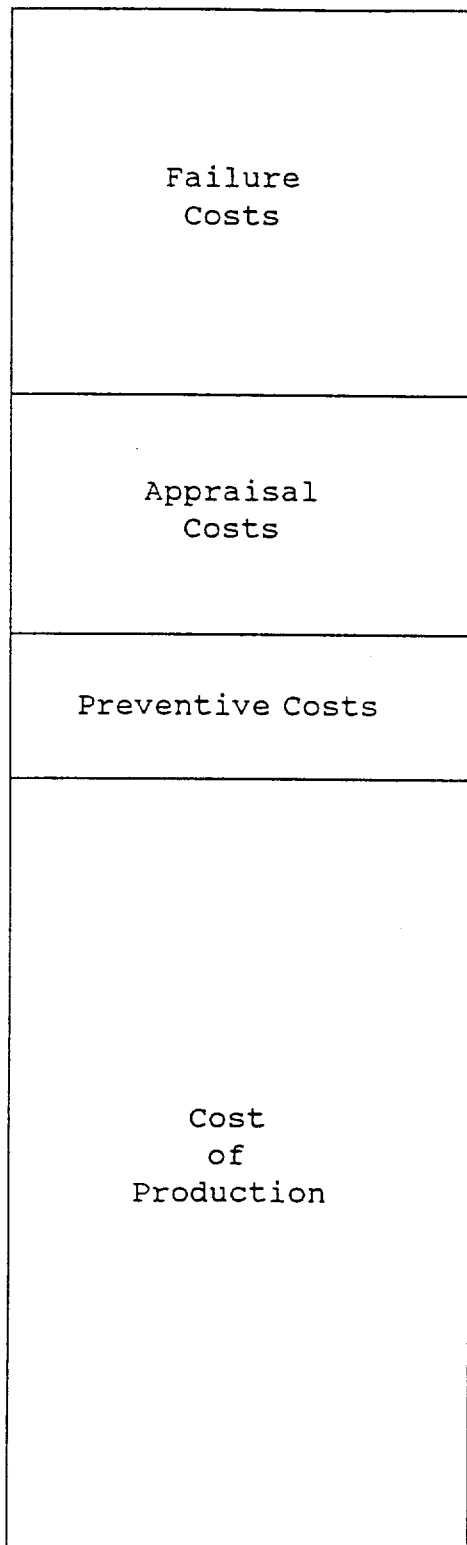 Failure
Costs
Appraisal
Costs
Preventive Costs
Cost
of
Production